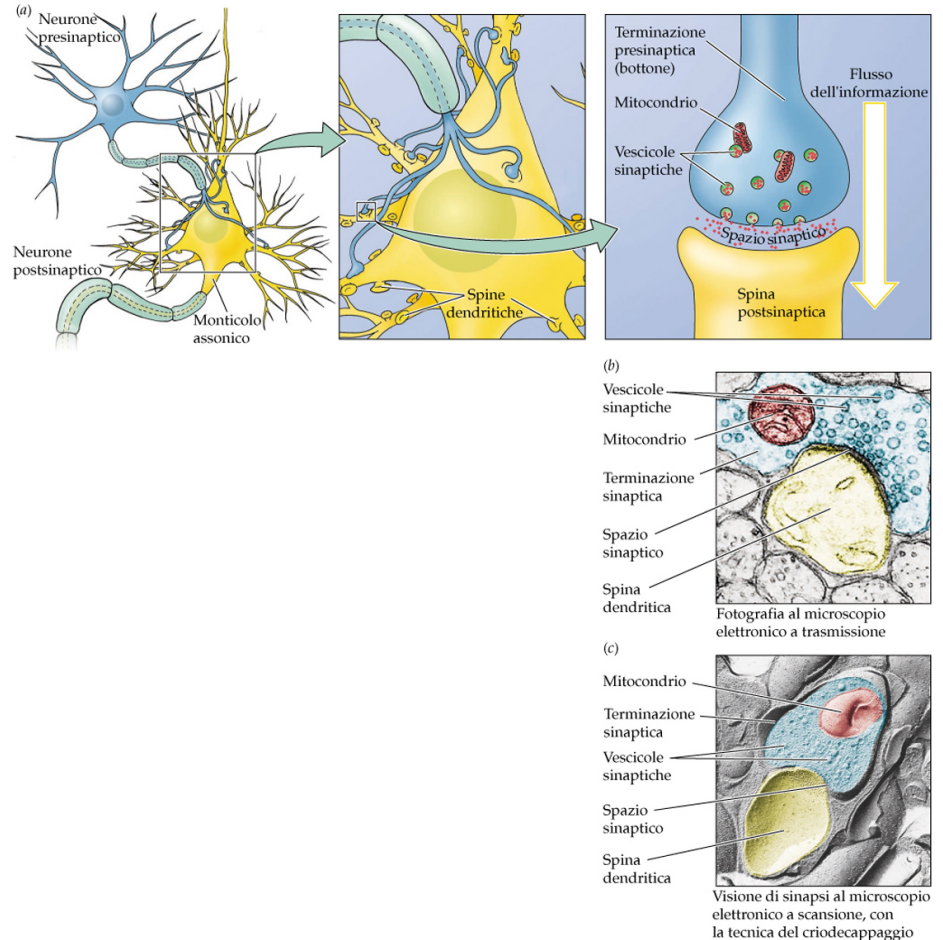 (a)
Neurone
presinaptico
Neurone
postsinaptico
Monticolo
assonico
Spine
dendritiche
Terminazione
presinaptica
(bottone)
Mitocondrio
Vescicole
sinaptiche
Flusso
dell'informazione
Spazio sinaptico
Spina
postsinaptica
(b)
Vescicole
sinaptiche
Mitocondrio
Terminazione
sinaptica
Spazio
sinaptico
Spina
dendritica
Fotografia al microscopio
elettronico a trasmissione
(c)
Mitocondrio
Terminazione
sinaptica
Vescicole
sinaptiche
Spazio
sinaptico
Spina
dendritica
Visione di sinapsi al microscopio
elettronico a scansione, con
la tecnica del criodecappaggio